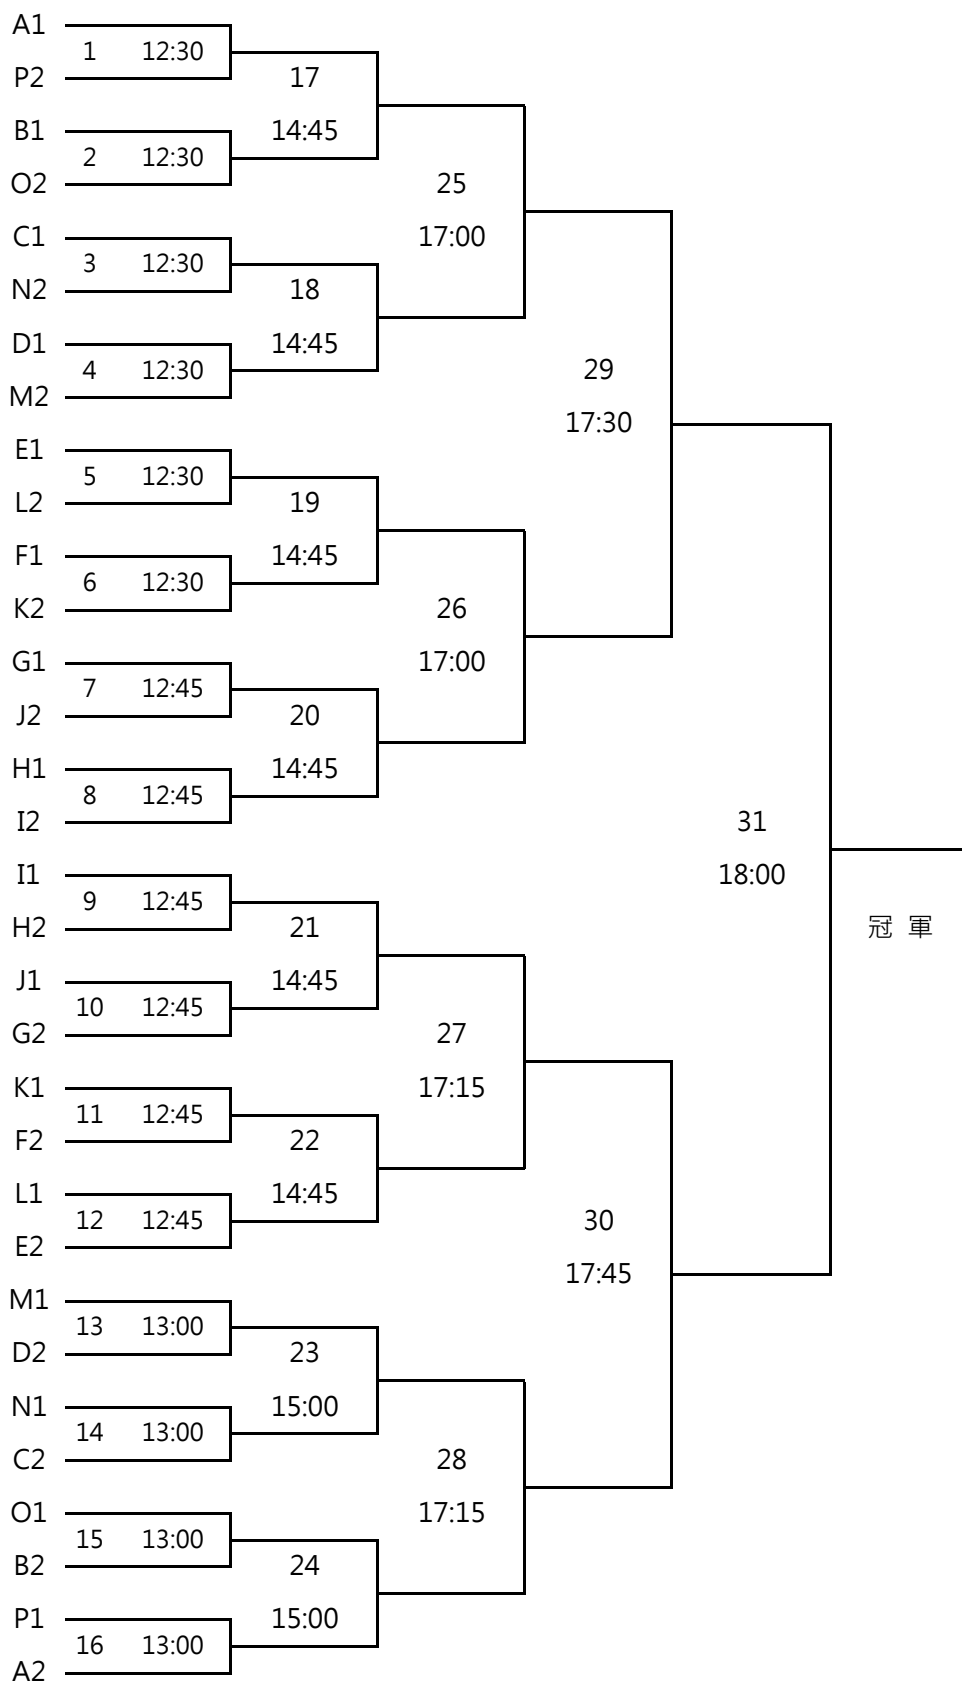 A1
1 12:30
P2
17
B1
14:45
2 12:30
O2
25
C1
17:00
3 12:30
N2
18
D1
14:45
4 12:30
29
M2
17:30
E1
5 12:30
L2
19
F1
14:45
6 12:30
K2
26
G1
17:00
7 12:45
J2
20
H1
14:45
8 12:45
I2
31
I1
18:00
9 12:45
H2
21
冠 軍
J1
14:45
10 12:45
G2
27
K1
17:15
11 12:45
F2
22
L1
14:45
12 12:45
30
E2
17:45
M1
13 13:00
D2
23
N1
15:00
14 13:00
C2
28
O1
17:15
15 13:00
B2
24
P1
15:00
16 13:00
A2